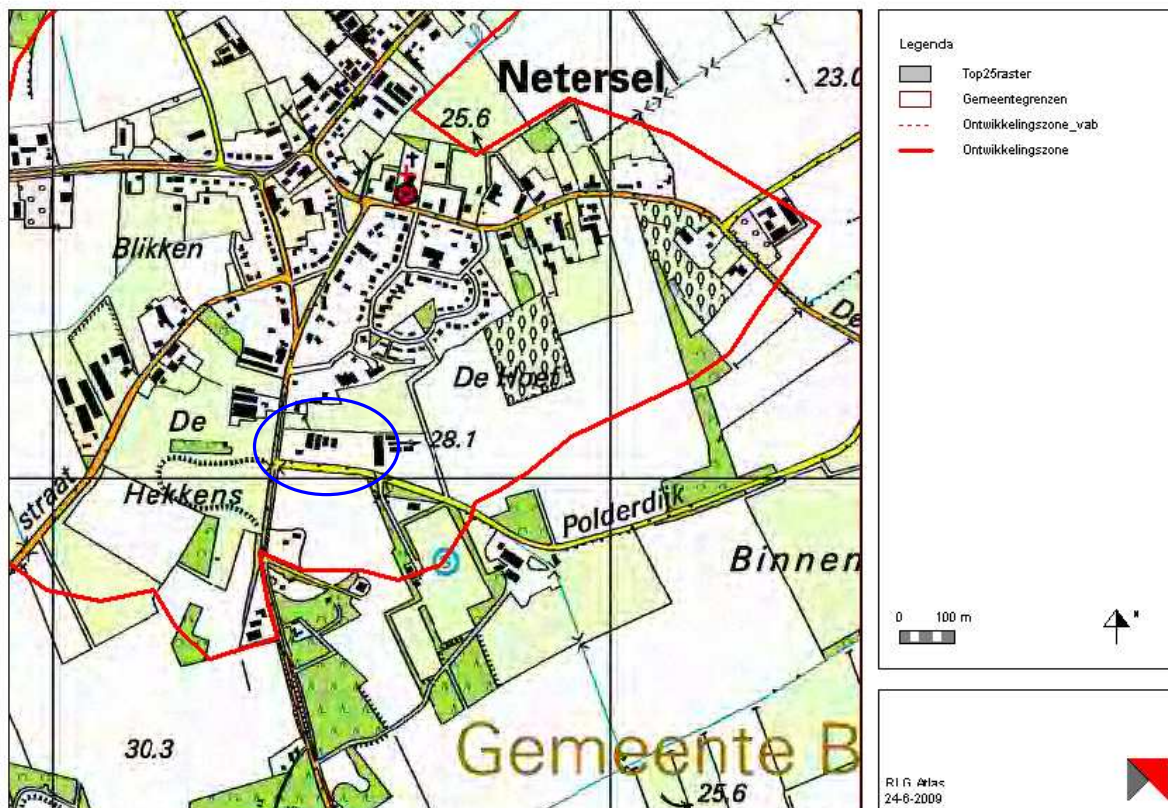 Netersel
25.6
23.0
Blikken
De
De Hoef
De
28.1
Hekkens
straat
Polderdijk
Binnen
30.3
Gemeente B
25.6
Legenda
Top25raster
Gemeentegrenzen
Ontwikkelingszone_vab
Ontwikkelingszone
0 100 m
RLG Atlas
24-6-2009